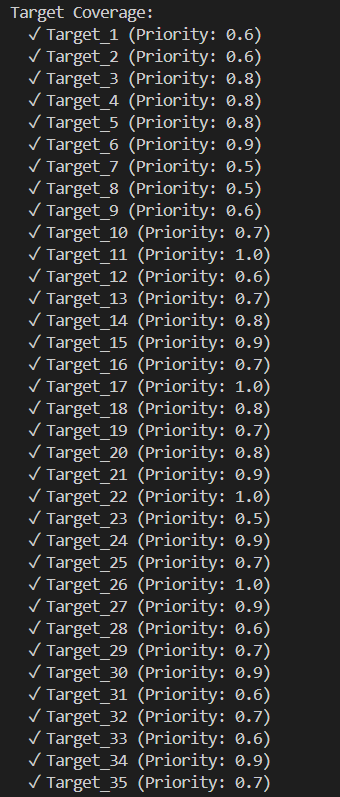 Target Coverage:
✓ Target_1 (Priority: 0.6)
✓ Target_2 (Priority: 0.6)
✓ Target_3 (Priority: 0.8)
✓ Target_4 (Priority: 0.8)
✓ Target_5 (Priority: 0.8)
✓ Target_6 (Priority: 0.9)
✓ Target_7 (Priority: 0.5)
✓ Target_8 (Priority: 0.5)
✓ Target_9 (Priority: 0.6)
✓ Target_10 (Priority: 0.7)
✓ Target_11 (Priority: 1.0)
✓ Target_12 (Priority: 0.6)
✓ Target_13 (Priority: 0.7)
✓ Target_14 (Priority: 0.8)
✓ Target_15 (Priority: 0.9)
✓ Target_16 (Priority: 0.7)
✓ Target_17 (Priority: 1.0)
✓ Target_18 (Priority: 0.8)
✓ Target_19 (Priority: 0.7)
✓ Target_20 (Priority: 0.8)
✓ Target_21 (Priority: 0.9)
✓ Target_22 (Priority: 1.0)
✓ Target_23 (Priority: 0.5)
✓ Target_24 (Priority: 0.9)
✓ Target_25 (Priority: 0.7)
✓ Target_26 (Priority: 1.0)
✓ Target_27 (Priority: 0.9)
✓ Target_28 (Priority: 0.6)
✓ Target_29 (Priority: 0.7)
✓ Target_30 (Priority: 0.9)
✓ Target_31 (Priority: 0.6)
✓ Target_32 (Priority: 0.7)
✓ Target_33 (Priority: 0.6)
✓ Target_34 (Priority: 0.9)
✓ Target_35 (Priority: 0.7)